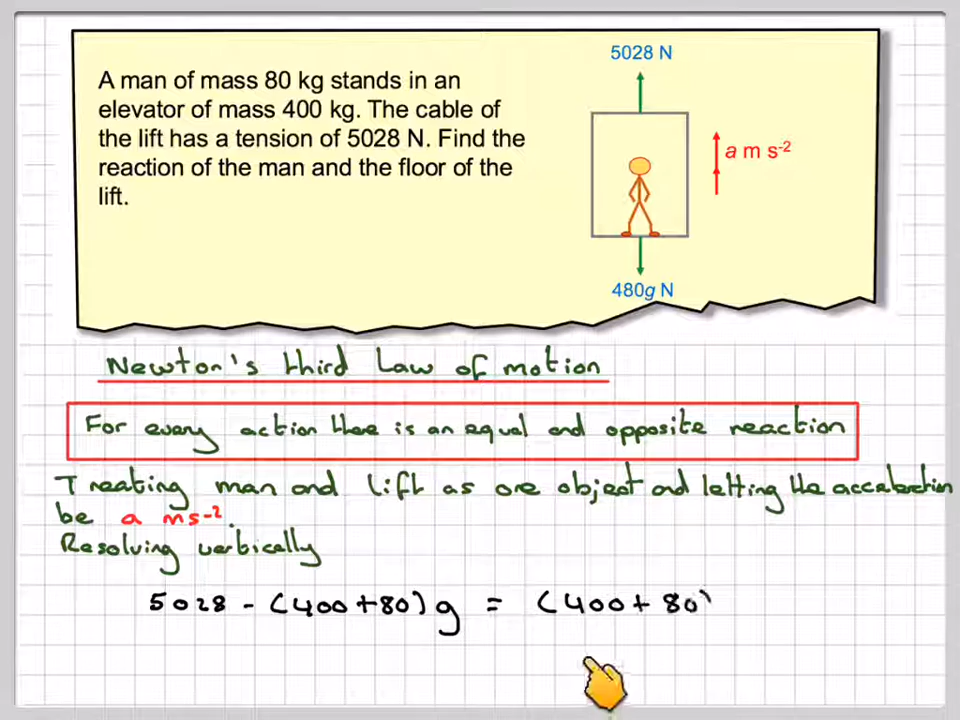 A man of mass 80 kg stands in an
elevator of mass 400 kg. The cable of
the lift has a tension of 5028 N. Find the
reaction of the man and the floor of the
lift.
5028 N
a m s⁻²
480g N
Newton's third Law of motion
For every action there is an equal and opposite reaction
Treating man and lift as one object and letting the acceleration
be a ms⁻².
Resolving vertically
5028 - (400+80)g = (400+80)